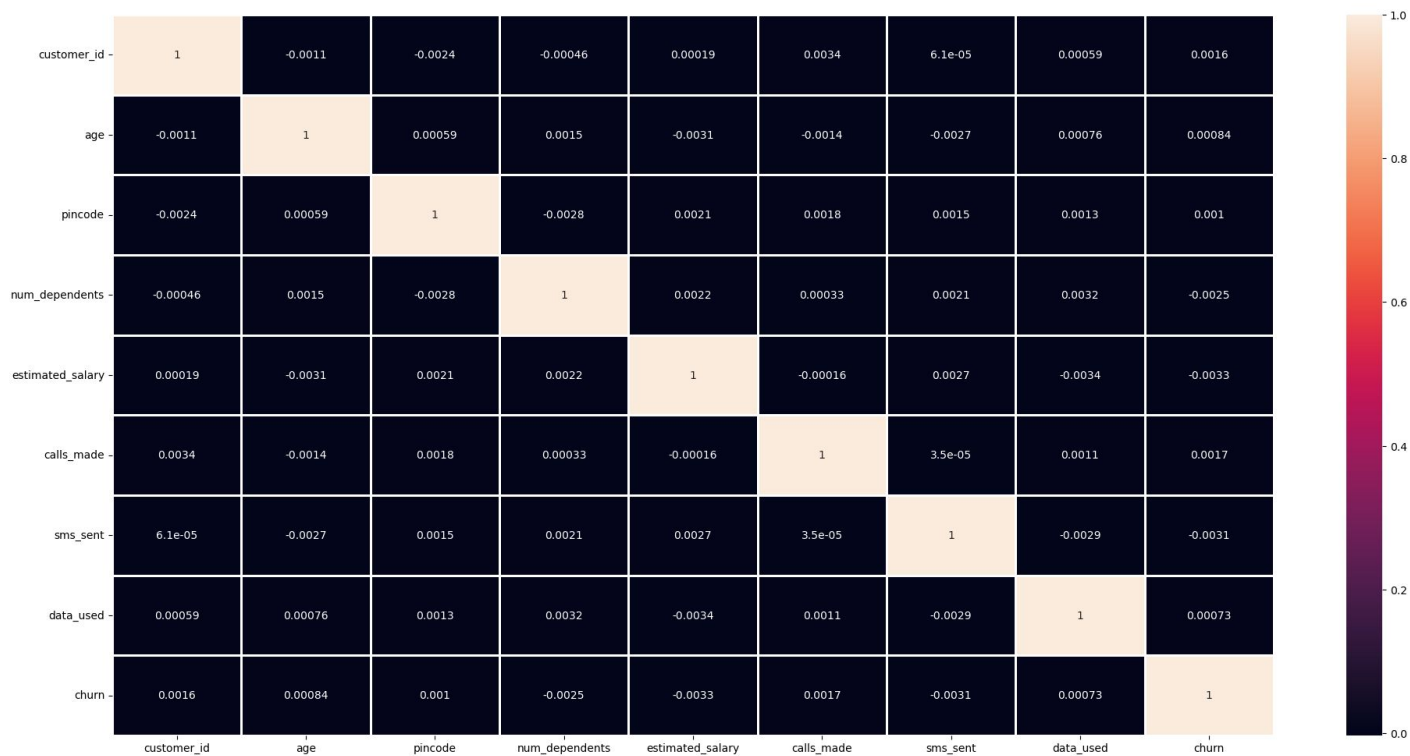 customer_id 1 -0.0011 -0.0024 -0.00046 0.00019 0.0034 6.1e-05 0.00059 0.0016
age -0.0011 1 0.00059 0.0015 -0.0031 -0.0014 -0.0027 0.00076 0.00084
pincode -0.0024 0.00059 1 -0.0028 0.0021 0.0018 0.0015 0.0013 0.001
num_dependents -0.00046 0.0015 -0.0028 1 0.0022 0.00033 0.0021 0.0032 -0.0025
estimated_salary 0.00019 -0.0031 0.0021 0.0022 1 -0.00016 0.0027 -0.0034 -0.0033
calls_made 0.0034 -0.0014 0.0018 0.00033 -0.00016 1 3.5e-05 0.0011 0.0017
sms_sent 6.1e-05 -0.0027 0.0015 0.0021 0.0027 3.5e-05 1 -0.0029 -0.0031
data_used 0.00059 0.00076 0.0013 0.0032 -0.0034 0.0011 -0.0029 1 0.00073
churn 0.0016 0.00084 0.001 -0.0025 -0.0033 0.0017 -0.0031 0.00073 1
customer_id age pincode num_dependents estimated_salary calls_made sms_sent data_used churn
1.0
0.8
0.6
0.4
0.2
0.0